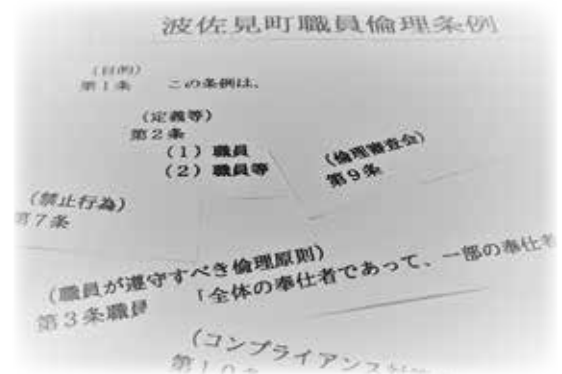 波佐見町職員倫理条例
(目的)
第1条 この条例は、
(定義等)
第2条
(1)職員
(2)職員等
(倫理審査会)
第9条
(禁止行為)
第7条
(職員が遵守すべき倫理原則)
第3条職員 「全体の奉仕者であって、一部の奉仕者
(コンプライアンス
第10